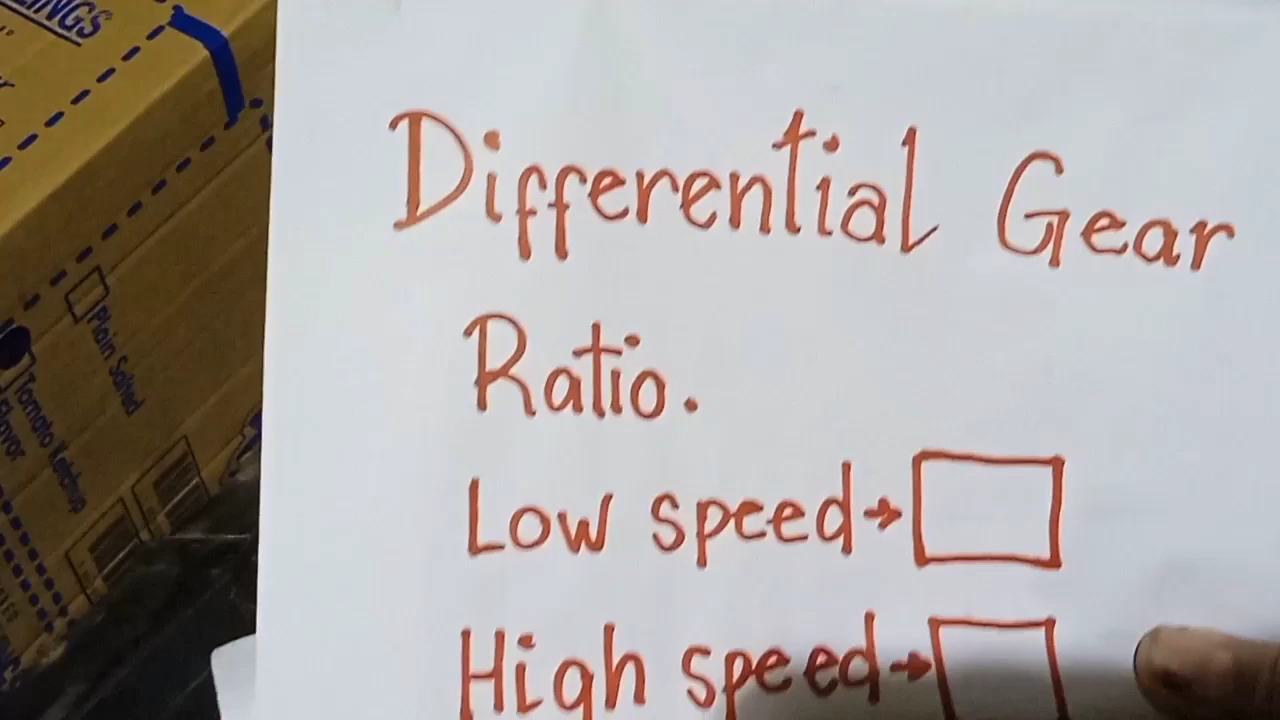 Differential Gear
Ratio.
Low speed→
High speed→
Plain Salted
Tomato Ketchup
Flavor